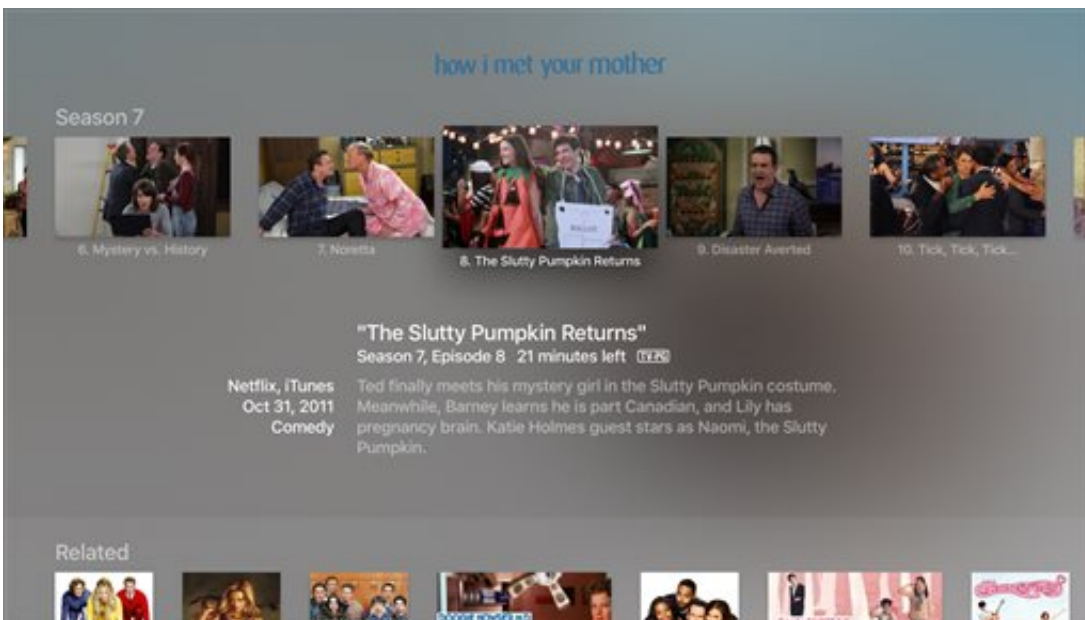 how i met your mother
Season 7
6. Mystery vs. History
7. Noretta
8. The Slutty Pumpkin Returns
9. Disaster Averted
10. Tick, Tick, Tick...
BALLOT
"The Slutty Pumpkin Returns"
Season 7, Episode 8 21 minutes left TV-PG
Netflix, iTunes
Oct 31, 2011
Comedy
Ted finally meets his mystery girl in the Slutty Pumpkin costume.
Meanwhile, Barney learns he is part Canadian, and Lily has
pregnancy brain. Katie Holmes guest stars as Naomi, the Slutty
Pumpkin.
Related